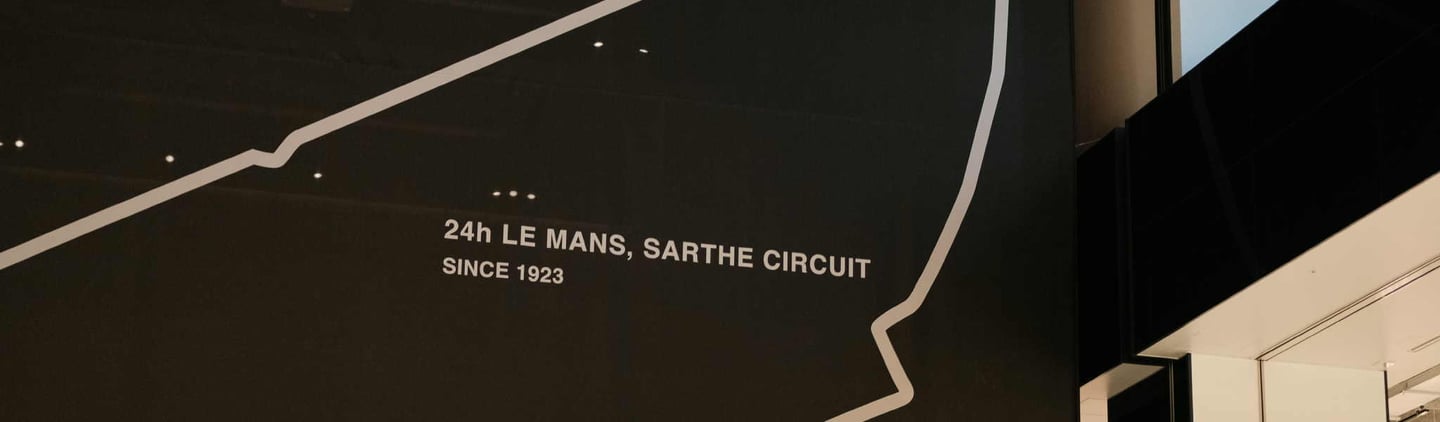 24h LE MANS, SARTHE CIRCUIT
SINCE 1923